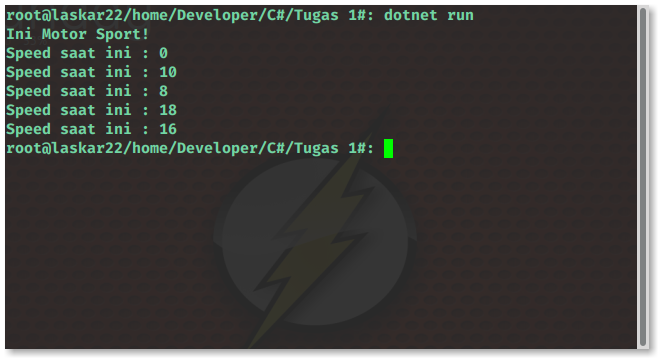 root@laskar22/home/Developer/C#/Tugas 1#: dotnet run
Ini Motor Sport!
Speed saat ini : 0
Speed saat ini : 10
Speed saat ini : 8
Speed saat ini : 18
Speed saat ini : 16
root@laskar22/home/Developer/C#/Tugas 1#: